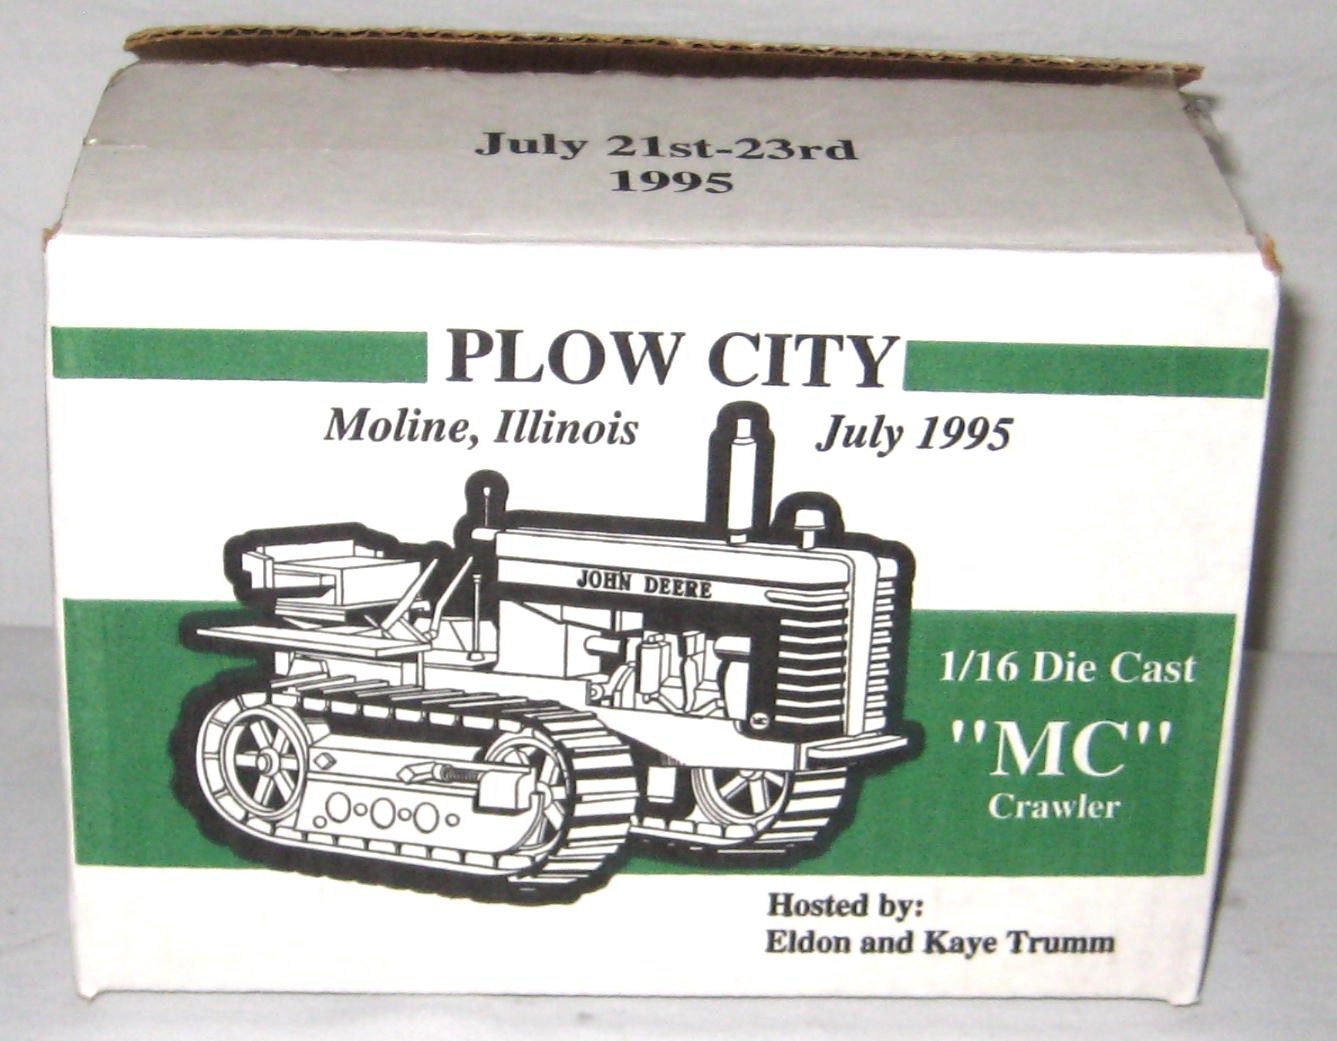 July 21st-23rd
1995
PLOW CITY
Moline, Illinois July 1995
JOHN DEERE
MC
1/16 Die Cast
"MC"
Crawler
Hosted by:
Eldon and Kaye Trumm